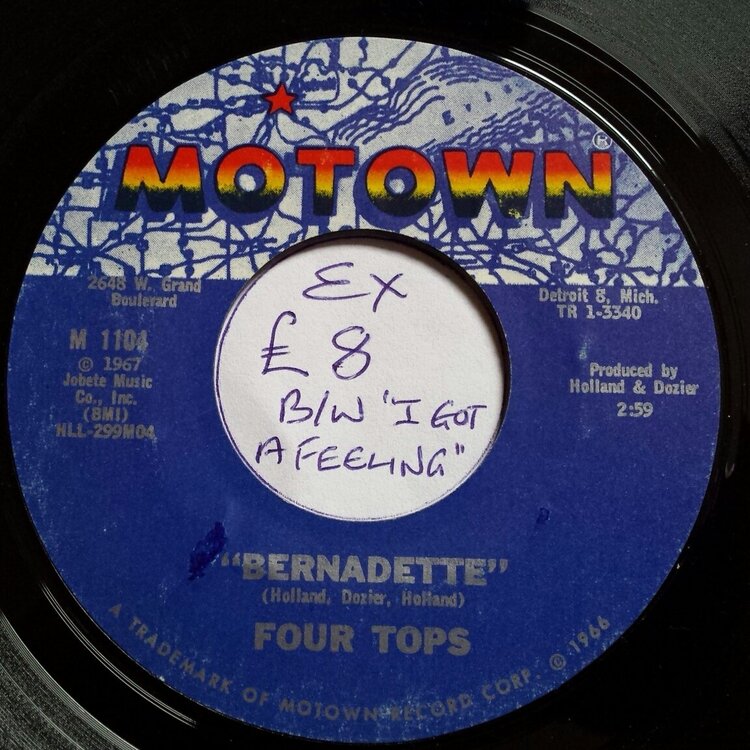 MOTOWN®
2648 W. Grand
Boulevard
Detroit 8, Mich.
TR 1-3340
M 1104
© 1967
Jobete Music
Co., Inc.
(BMI)
HLL-299M04
Produced by
Holland & Dozier
2:59
EX
£8
B/W "I GOT
A FEELING"
"BERNADETTE"
(Holland, Dozier, Holland)
FOUR TOPS
A TRADEMARK OF MOTOWN RECORD CORP. © 1966